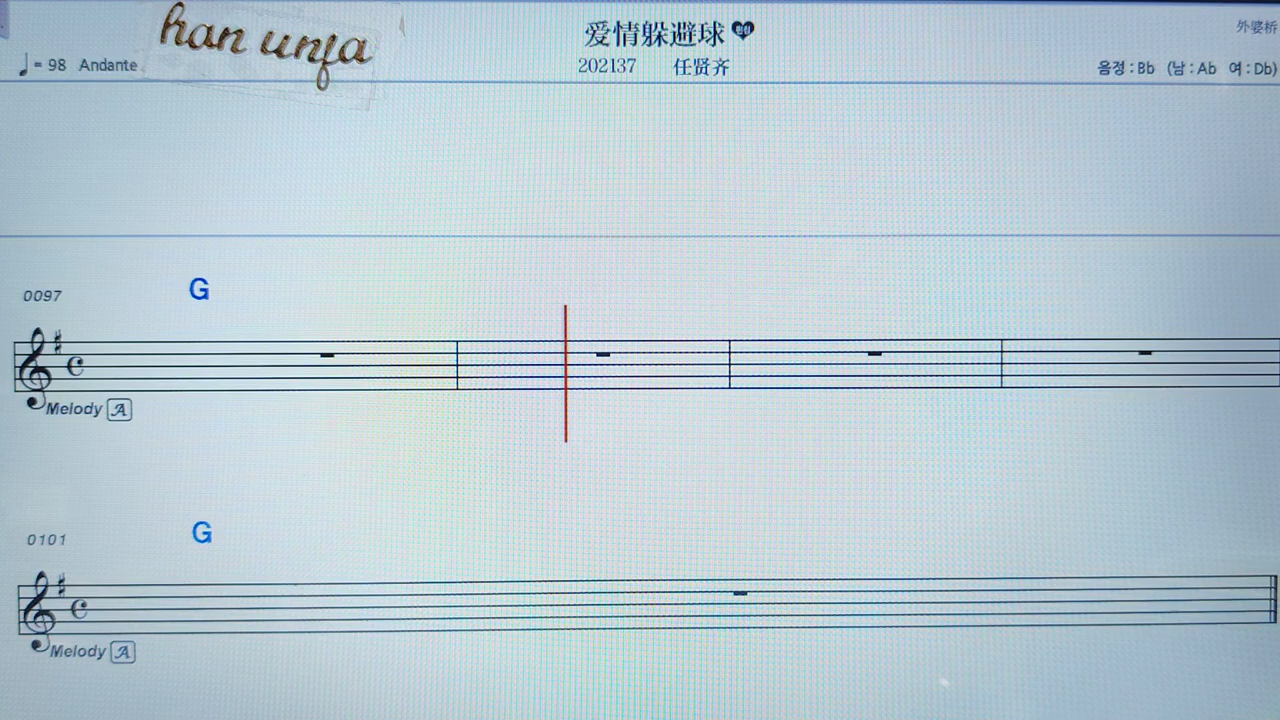 han unfa
爱情躲避球
外婆桥
= 98 Andante
202137 任贤齐
음정 : Bb (남 : Ab 여 : Db)
0097 G
Melody A
0101 G
Melody A